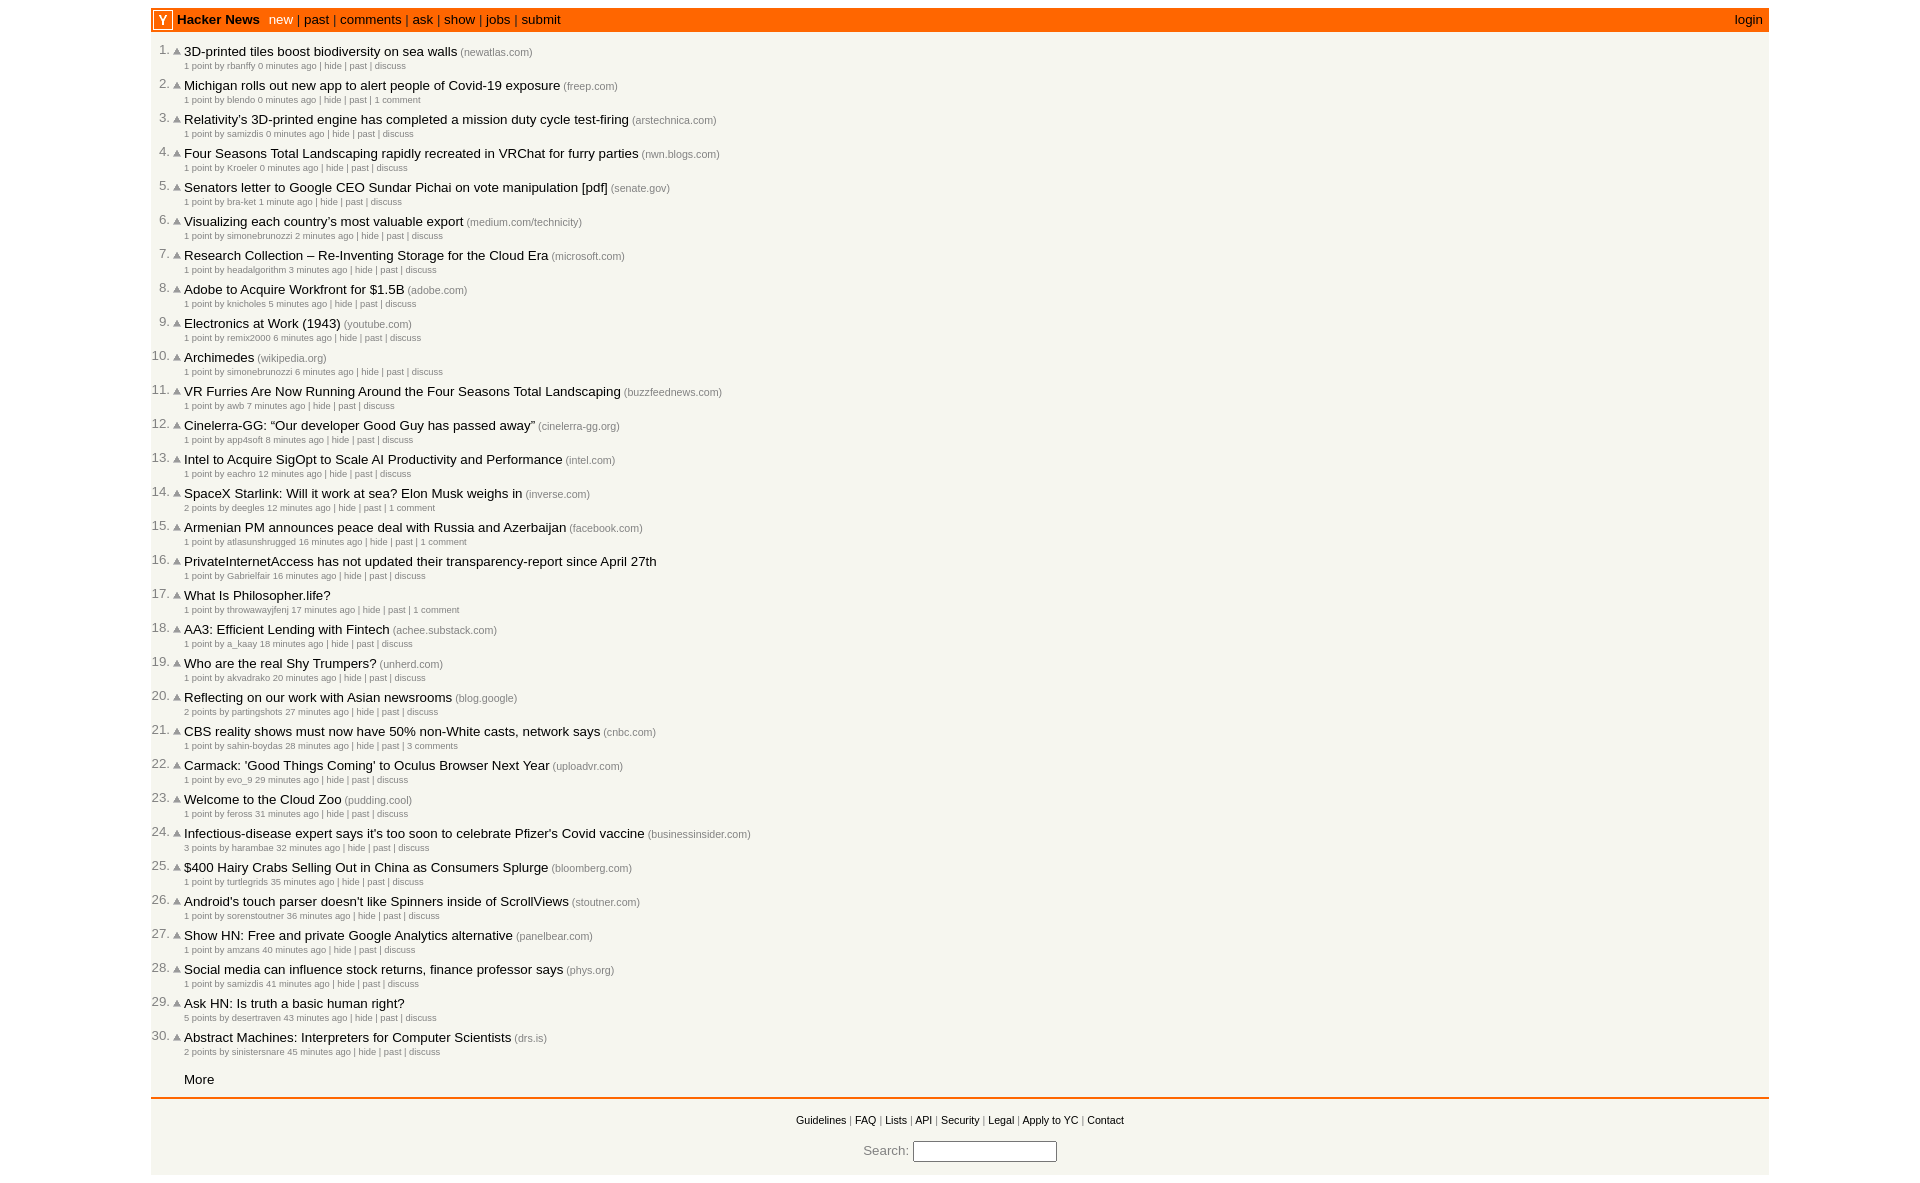 Y Hacker News new | past | comments | ask | show | jobs | submit login
1. 3D-printed tiles boost biodiversity on sea walls (newatlas.com)
1 point by rbanffy 0 minutes ago | hide | past | discuss
2. Michigan rolls out new app to alert people of Covid-19 exposure (freep.com)
1 point by blendo 0 minutes ago | hide | past | 1 comment
3. Relativity’s 3D-printed engine has completed a mission duty cycle test-firing (arstechnica.com)
1 point by samizdis 0 minutes ago | hide | past | discuss
4. Four Seasons Total Landscaping rapidly recreated in VRChat for furry parties (nwn.blogs.com)
1 point by Kroeler 0 minutes ago | hide | past | discuss
5. Senators letter to Google CEO Sundar Pichai on vote manipulation [pdf] (senate.gov)
1 point by bra-ket 1 minute ago | hide | past | discuss
6. Visualizing each country’s most valuable export (medium.com/technicity)
1 point by simonebrunozzi 2 minutes ago | hide | past | discuss
7. Research Collection – Re-Inventing Storage for the Cloud Era (microsoft.com)
1 point by headalgorithm 3 minutes ago | hide | past | discuss
8. Adobe to Acquire Workfront for $1.5B (adobe.com)
1 point by knicholes 5 minutes ago | hide | past | discuss
9. Electronics at Work (1943) (youtube.com)
1 point by remix2000 6 minutes ago | hide | past | discuss
10. Archimedes (wikipedia.org)
1 point by simonebrunozzi 6 minutes ago | hide | past | discuss
11. VR Furries Are Now Running Around the Four Seasons Total Landscaping (buzzfeednews.com)
1 point by awb 7 minutes ago | hide | past | discuss
12. Cinelerra-GG: “Our developer Good Guy has passed away” (cinelerra-gg.org)
1 point by app4soft 8 minutes ago | hide | past | discuss
13. Intel to Acquire SigOpt to Scale AI Productivity and Performance (intel.com)
1 point by eachro 12 minutes ago | hide | past | discuss
14. SpaceX Starlink: Will it work at sea? Elon Musk weighs in (inverse.com)
2 points by deegles 12 minutes ago | hide | past | 1 comment
15. Armenian PM announces peace deal with Russia and Azerbaijan (facebook.com)
1 point by atlasunshrugged 16 minutes ago | hide | past | 1 comment
16. PrivateInternetAccess has not updated their transparency-report since April 27th
1 point by Gabrielfair 16 minutes ago | hide | past | discuss
17. What Is Philosopher.life?
1 point by throwawayjfenj 17 minutes ago | hide | past | 1 comment
18. AA3: Efficient Lending with Fintech (achee.substack.com)
1 point by a_kaay 18 minutes ago | hide | past | discuss
19. Who are the real Shy Trumpers? (unherd.com)
1 point by akvadrako 20 minutes ago | hide | past | discuss
20. Reflecting on our work with Asian newsrooms (blog.google)
2 points by partingshots 27 minutes ago | hide | past | discuss
21. CBS reality shows must now have 50% non-White casts, network says (cnbc.com)
1 point by sahin-boydas 28 minutes ago | hide | past | 3 comments
22. Carmack: 'Good Things Coming' to Oculus Browser Next Year (uploadvr.com)
1 point by evo_9 29 minutes ago | hide | past | discuss
23. Welcome to the Cloud Zoo (pudding.cool)
1 point by feross 31 minutes ago | hide | past | discuss
24. Infectious-disease expert says it's too soon to celebrate Pfizer's Covid vaccine (businessinsider.com)
3 points by harambae 32 minutes ago | hide | past | discuss
25. $400 Hairy Crabs Selling Out in China as Consumers Splurge (bloomberg.com)
1 point by turtlegrids 35 minutes ago | hide | past | discuss
26. Android's touch parser doesn't like Spinners inside of ScrollViews (stoutner.com)
1 point by sorenstoutner 36 minutes ago | hide | past | discuss
27. Show HN: Free and private Google Analytics alternative (panelbear.com)
1 point by amzans 40 minutes ago | hide | past | discuss
28. Social media can influence stock returns, finance professor says (phys.org)
1 point by samizdis 41 minutes ago | hide | past | discuss
29. Ask HN: Is truth a basic human right?
5 points by desertraven 43 minutes ago | hide | past | discuss
30. Abstract Machines: Interpreters for Computer Scientists (drs.is)
2 points by sinistersnare 45 minutes ago | hide | past | discuss
More
Guidelines | FAQ | Lists | API | Security | Legal | Apply to YC | Contact
Search: